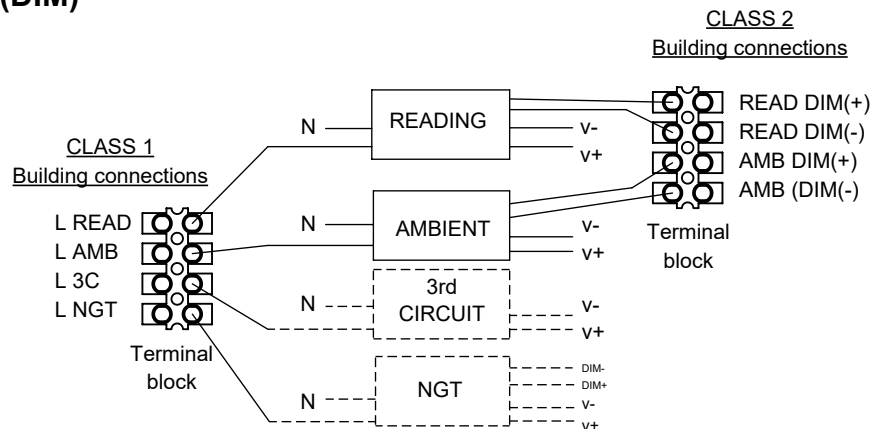 (DIM)
CLASS 2
Building connections
READ DIM(+)
READ DIM(-)
AMB DIM(+)
AMB (DIM(-)
Terminal
block
CLASS 1
Building connections
L READ
L AMB
L 3C
L NGT
Terminal
block
N
READING
v-
v+
N
AMBIENT
v-
v+
N
3rd
CIRCUIT
v-
v+
N
NGT
DIM-
DIM+
v-
v+